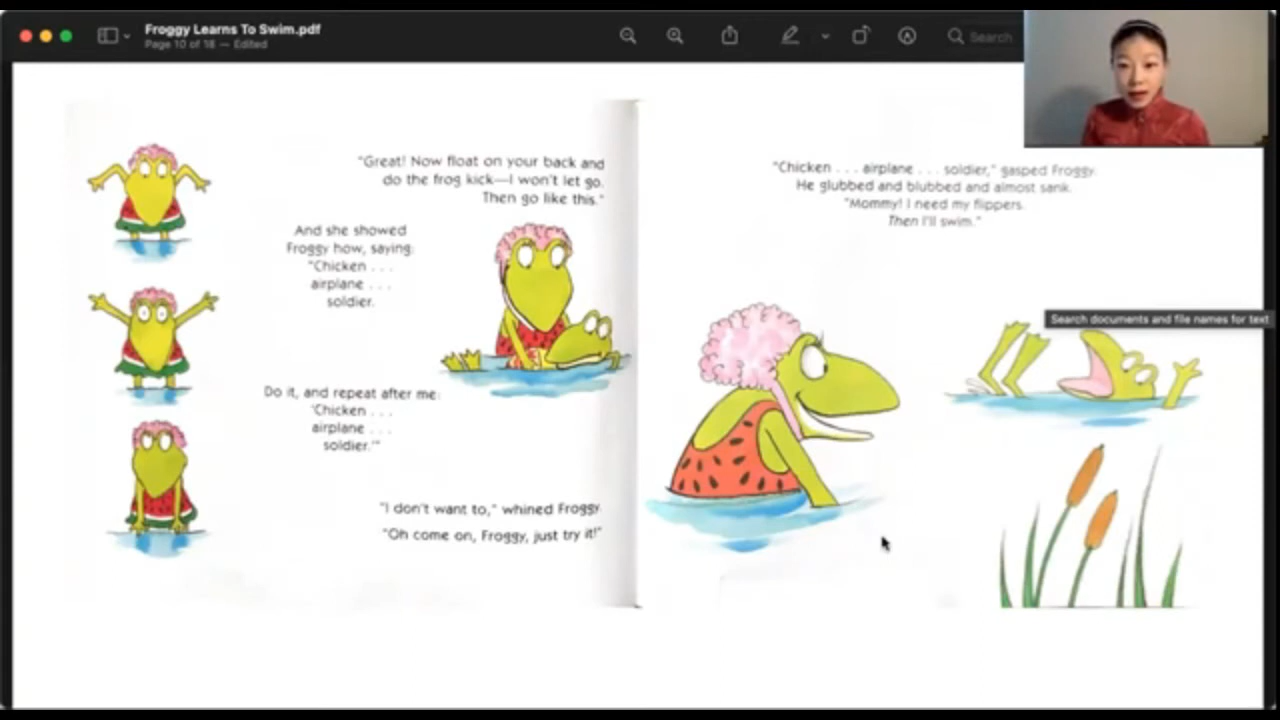 Froggy Learns To Swim.pdf
Page 10 of 18 — Edited
Search
"Great! Now float on your back and
do the frog kick—I won't let go.
Then go like this."
And she showed
Froggy how, saying:
"Chicken . . .
airplane . . .
soldier.
Do it, and repeat after me:
'Chicken . . .
airplane . . .
soldier.'"
"I don't want to," whined Froggy.
"Oh come on, Froggy, just try it!"
"Chicken . . . airplane . . . soldier," gasped Froggy.
He glubbed and blubbed and almost sank.
"Mommy! I need my flippers.
Then I'll swim."
Search documents and file names for text